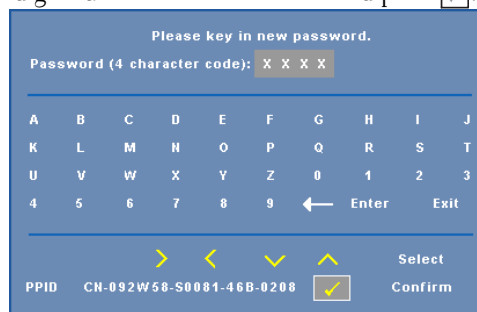 Please key in new password.
Password (4 character code): X X X X
A B C D E F G H I J
K L M N O P Q R S T
U V W X Y Z 0 1 2 3
4 5 6 7 8 9 ← Enter Exit
Select
PPID CN-092W58-S0081-46B-0208 ✓ Confirm